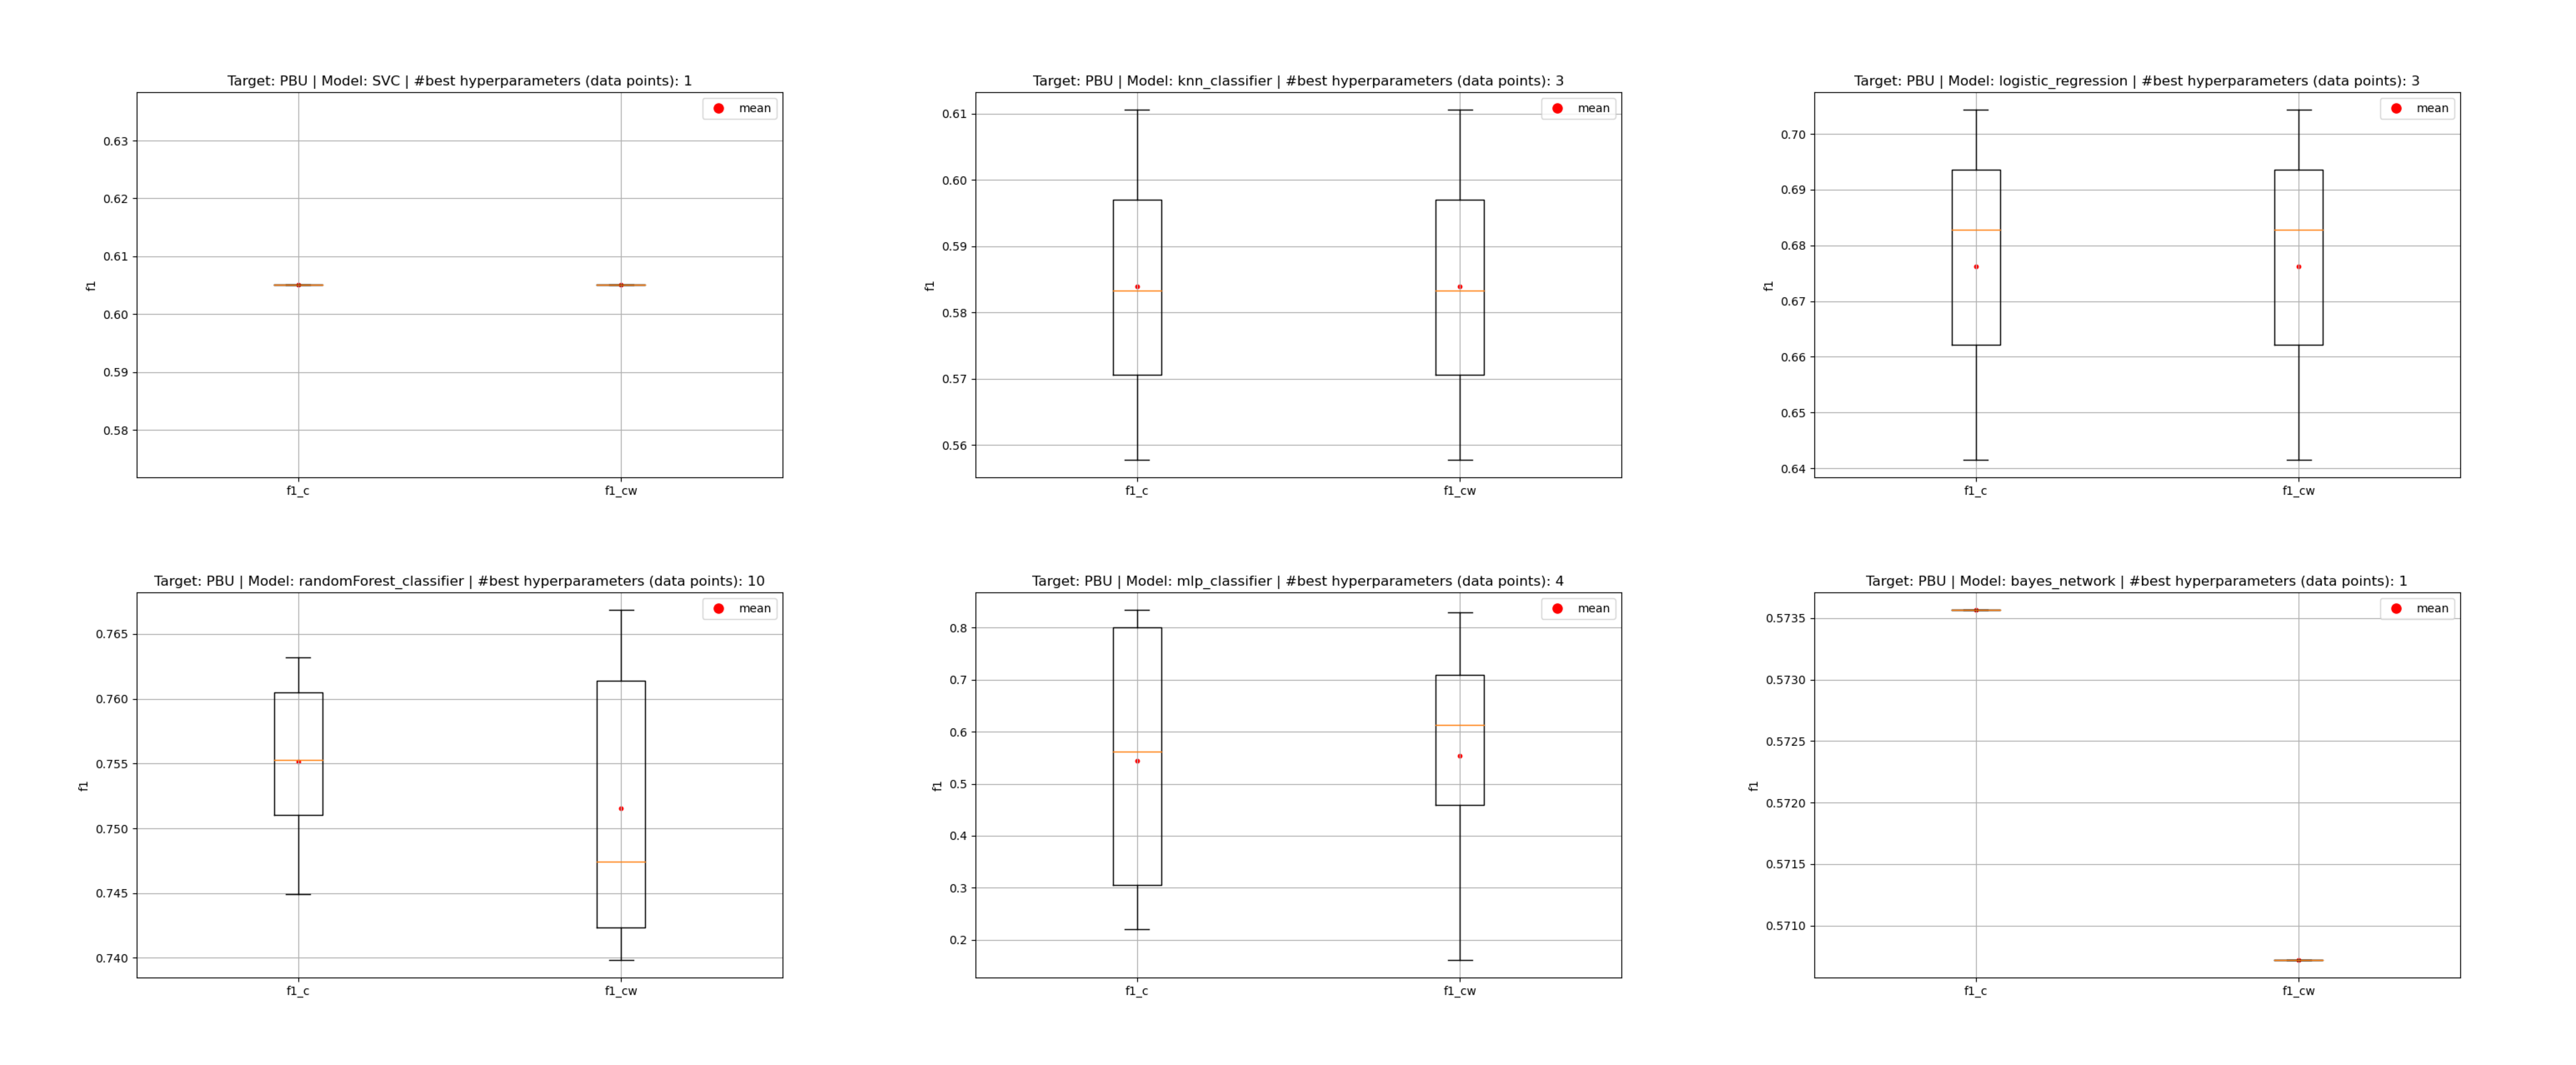 Target: PBU | Model: SVC | #best hyperparameters (data points): 1
mean
0.63
0.62
0.61
0.60
0.59
0.58
f1
f1_c
f1_cw
Target: PBU | Model: knn_classifier | #best hyperparameters (data points): 3
mean
0.61
0.60
0.59
0.58
0.57
0.56
f1
f1_c
f1_cw
Target: PBU | Model: logistic_regression | #best hyperparameters (data points): 3
mean
0.70
0.69
0.68
0.67
0.66
0.65
0.64
f1
f1_c
f1_cw
Target: PBU | Model: randomForest_classifier | #best hyperparameters (data points): 10
mean
0.765
0.760
0.755
0.750
0.745
0.740
f1
f1_c
f1_cw
Target: PBU | Model: mlp_classifier | #best hyperparameters (data points): 4
mean
0.8
0.7
0.6
0.5
0.4
0.3
0.2
f1
f1_c
f1_cw
Target: PBU | Model: bayes_network | #best hyperparameters (data points): 1
mean
0.5735
0.5730
0.5725
0.5720
0.5715
0.5710
f1
f1_c
f1_cw